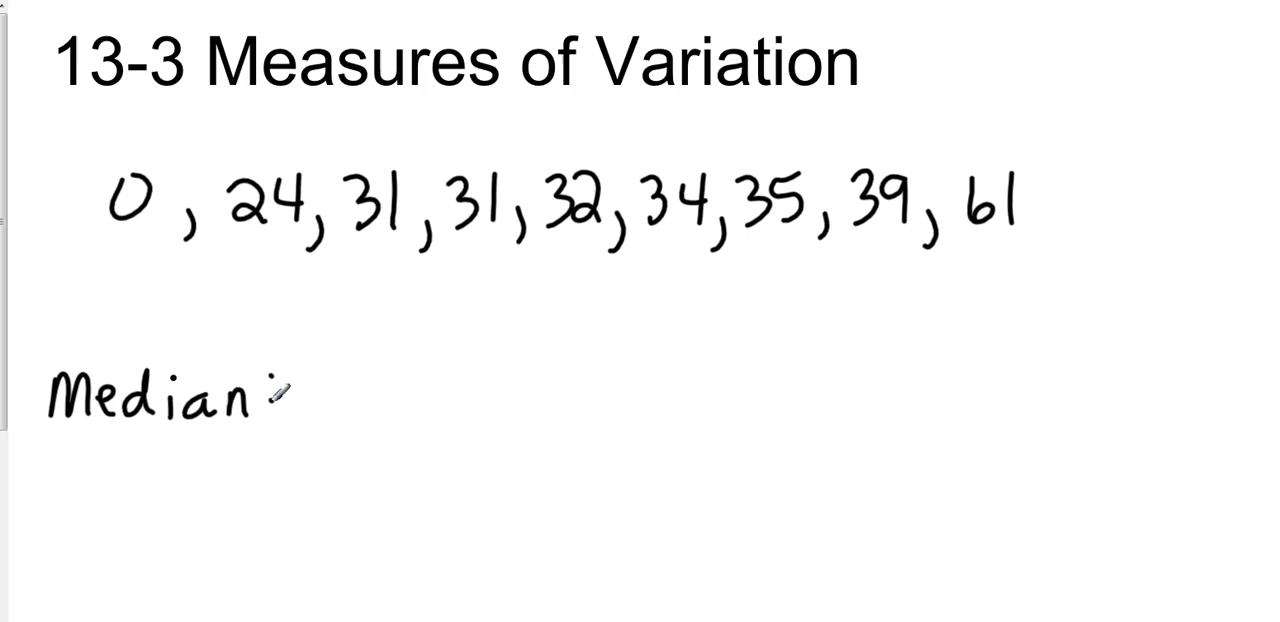 13-3 Measures of Variation
0, 24, 31, 31, 32, 34, 35, 39, 61
Median: